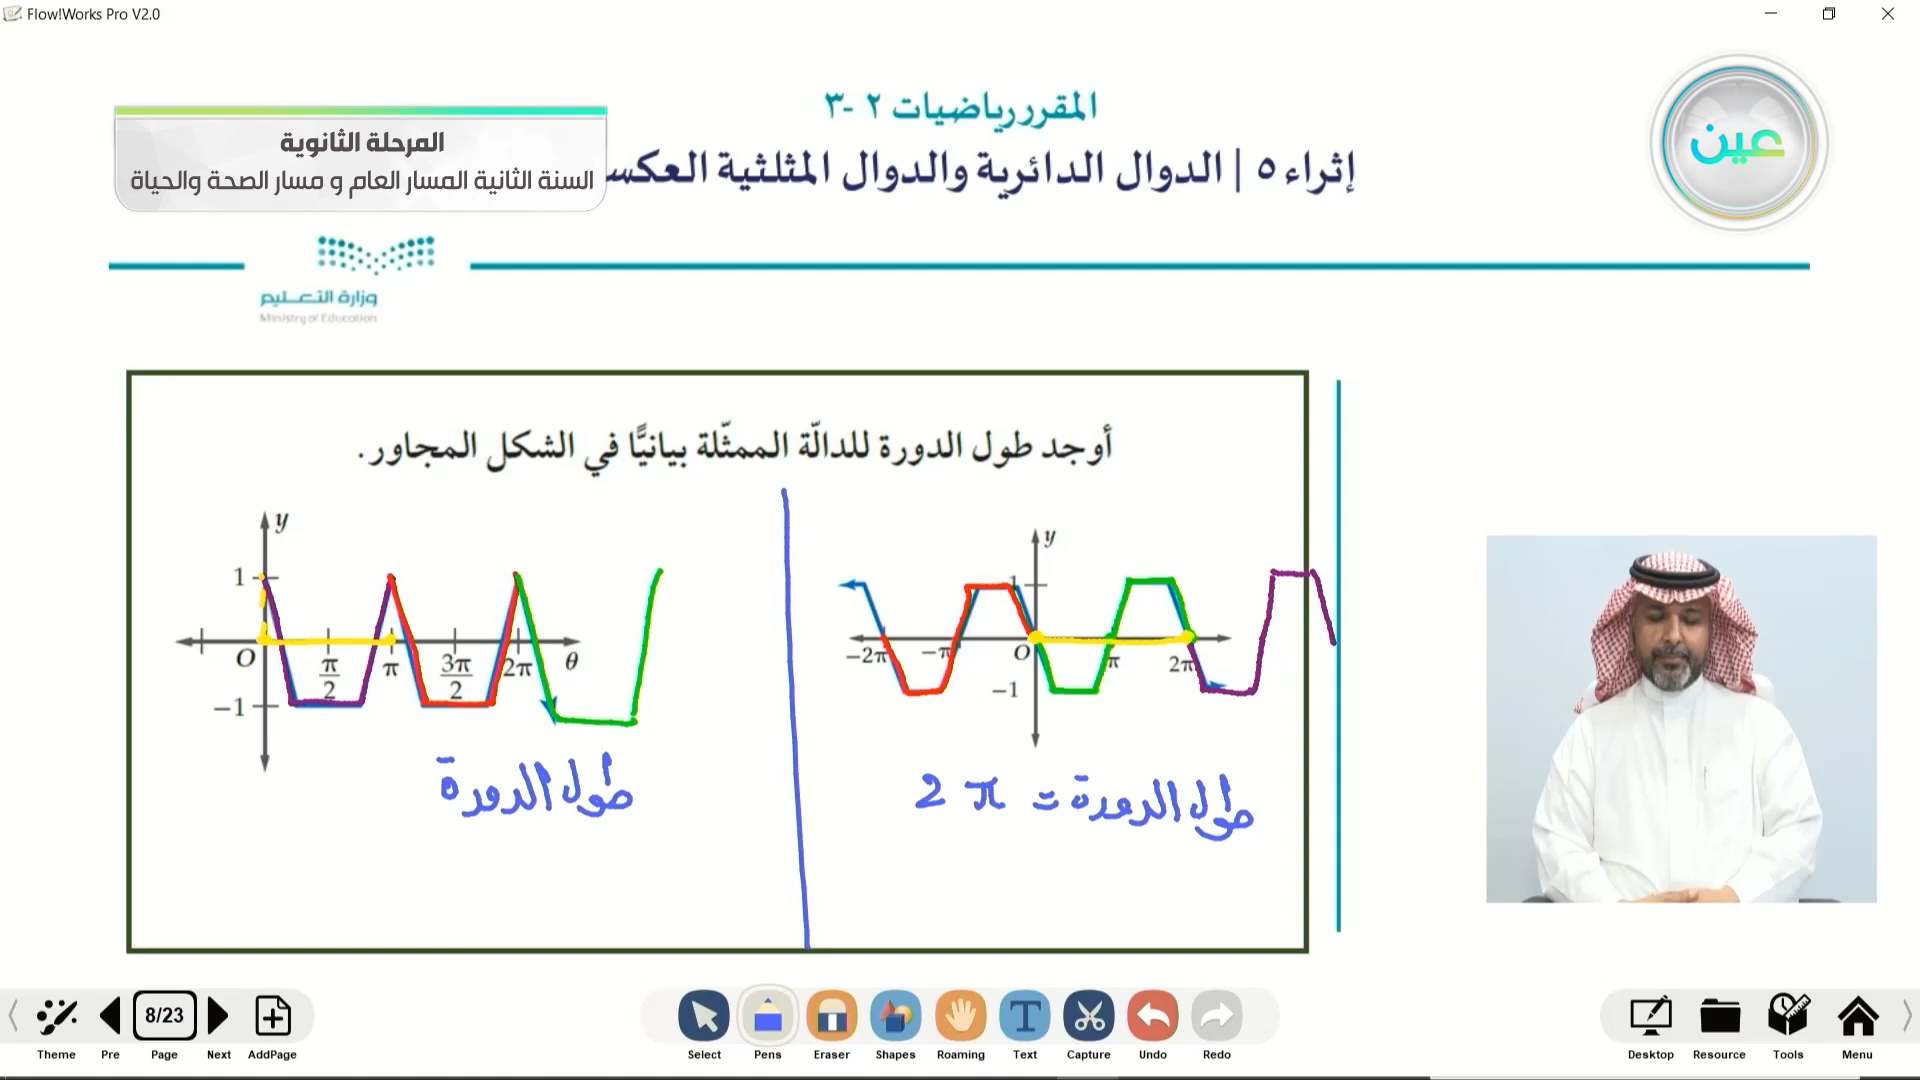 Flow!Works Pro V2.0
المقرر رياضيات ٢ -٣
إثراء ٥ | الدوال الدائرية والدوال المثلثية العكس
المرحلة الثانوية
السنة الثانية المسار العام و مسار الصحة والحياة
عين
وزارة التعليم
Ministry of Education
أوجد طول الدورة للدالّة الممثّلة بيانيًّا في الشكل المجاور .
y
1
O
π/2
π
3π/2
2π
θ
−1
y
1
−2π
−π
O
π
2π
−1
طول الدورة = 2 π
طول الدورة
8/23
Theme
Pre
Page
Next
AddPage
Select
Pens
Eraser
Shapes
Roaming
Text
Capture
Undo
Redo
Desktop
Resource
Tools
Menu